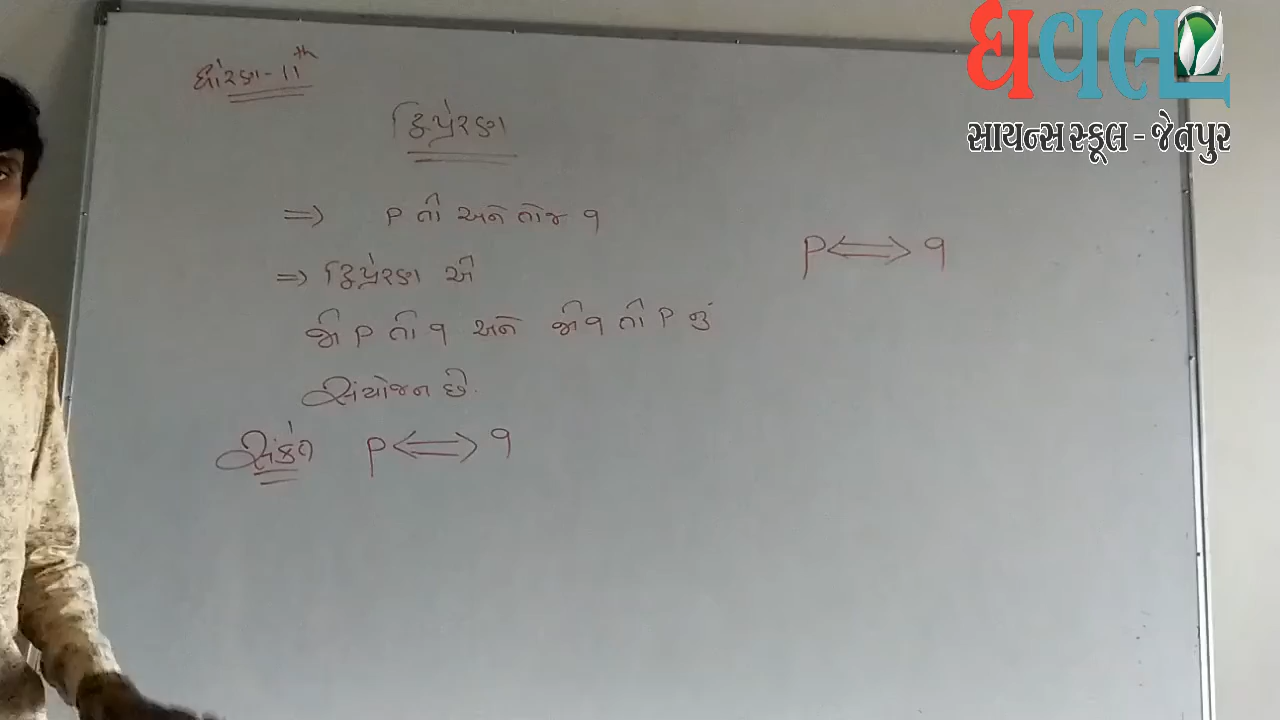 ધવલ
સાયન્સ સ્કૂલ - જેતપુર
ધોરણ - 11th
દ્વિપ્રેરણ
⇒ P તો અને તોજ q
⇒ દ્વિપ્રેરણ એ
જો P તો q અને જો q તો P નું
સંયોજન છે.
સંકેત P ⟺ q
P ⟺ q